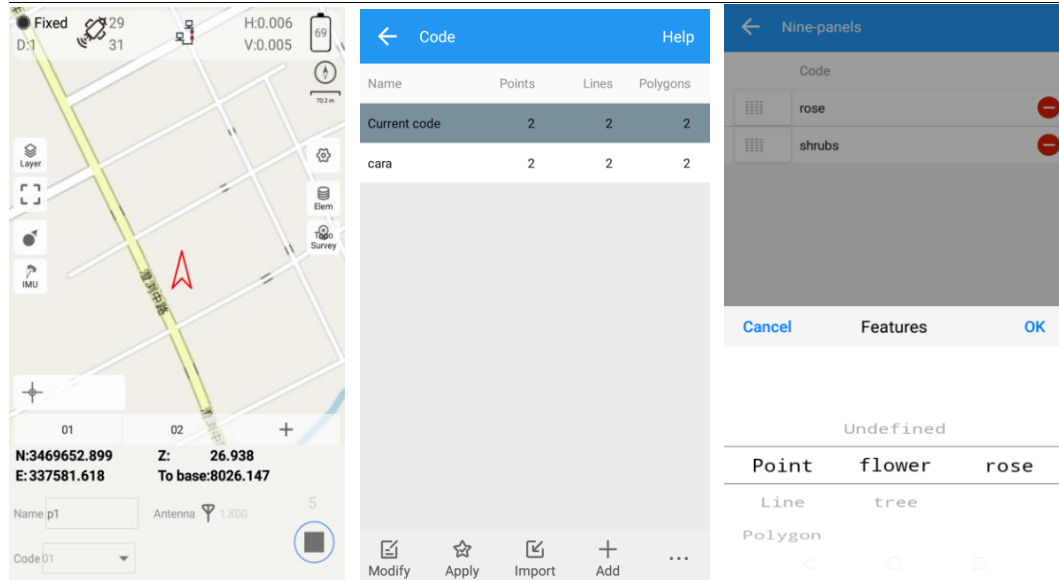 Fixed
29
H:0.006
69
D:1
31
V:0.005
70.2 m
Layer
Elem
Topo
Survey
IMU
01
02
+
N:3469652.899
Z: 26.938
E:337581.618
To base:8026.147
Name p1
Antenna 1.800
5
Code 01
Code
Help
Name
Points
Lines
Polygons
Current code
2
2
2
cara
2
2
2
Modify
Apply
Import
Add
...
Nine-panels
Code
rose
shrubs
Cancel
Features
OK
Undefined
Point
flower
rose
Line
tree
Polygon